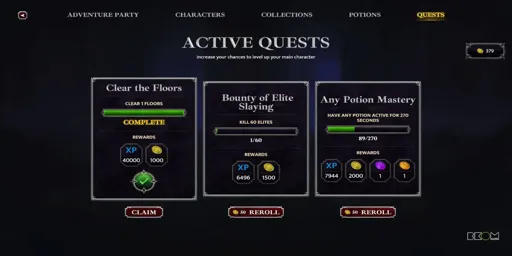 ADVENTURE PARTY
CHARACTERS
COLLECTIONS
POTIONS
QUESTS
ACTIVE QUESTS
Increase your chances to level up your main character
379
Clear the Floors
CLEAR 1 FLOORS
COMPLETE
REWARDS
XP
40000
1000
CLAIM
Bounty of Elite
Slaying
KILL 60 ELITES
1/60
REWARDS
XP
6496
1500
50 REROLL
Any Potion Mastery
HAVE ANY POTION ACTIVE FOR 270
SECONDS
89/270
REWARDS
XP
7944
2000
1
1
50 REROLL